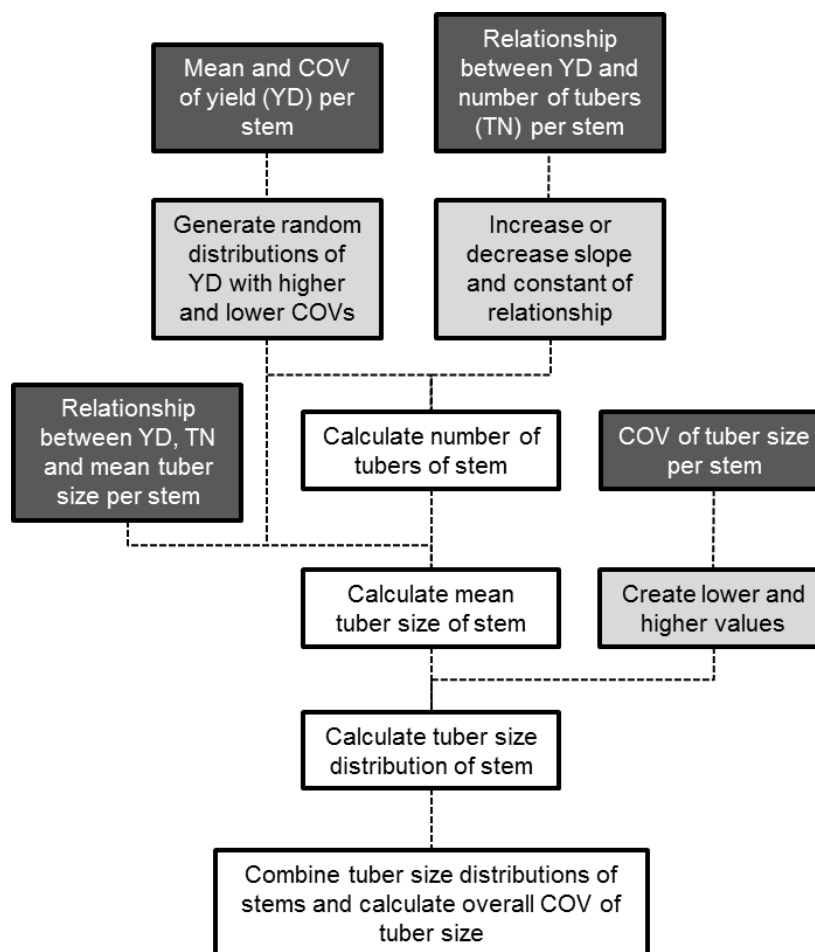 Mean and COV
of yield (YD) per
stem
Relationship
between YD and
number of tubers
(TN) per stem
Generate random
distributions of
YD with higher
and lower COVs
Increase or
decrease slope
and constant of
relationship
Relationship
between YD, TN
and mean tuber
size per stem
Calculate number of
tubers of stem
COV of tuber size
per stem
Calculate mean
tuber size of stem
Create lower and
higher values
Calculate tuber size
distribution of stem
Combine tuber size distributions of
stems and calculate overall COV of
tuber size